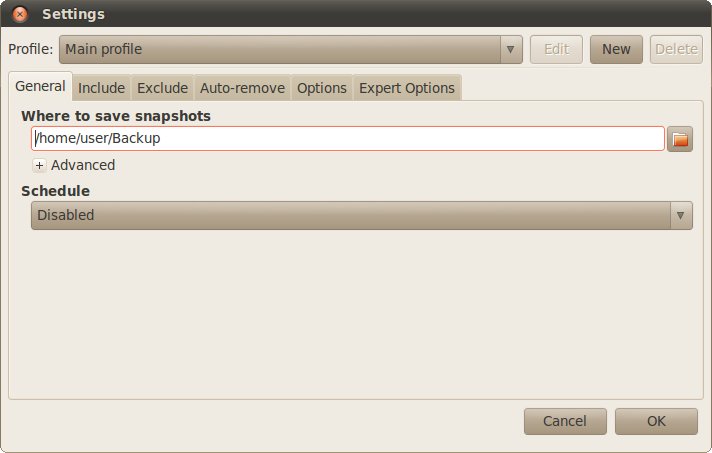 Settings
Profile: Main profile Edit New Delete
General Include Exclude Auto-remove Options Expert Options
Where to save snapshots
/home/user/Backup
Advanced
Schedule
Disabled
Cancel OK